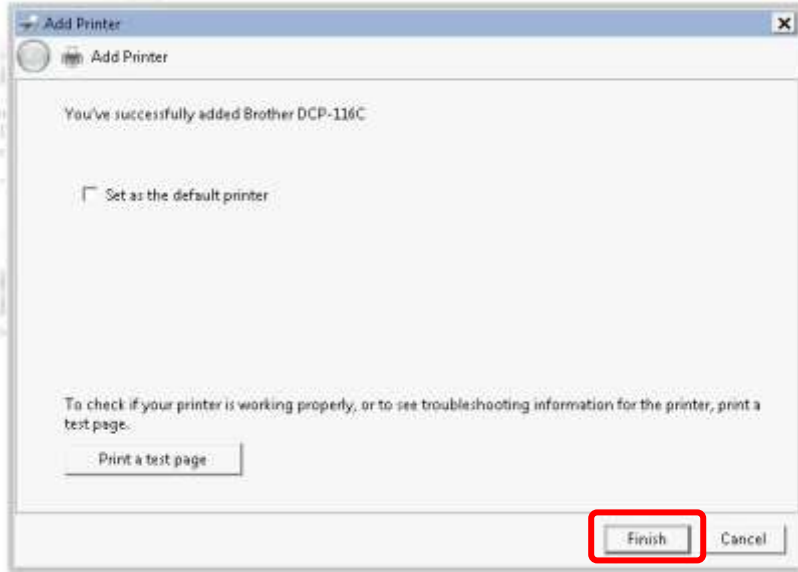 Add Printer
Add Printer
You've successfully added Brother DCP-116C
Set as the default printer
To check if your printer is working properly, or to see troubleshooting information for the printer, print a
test page.
Print a test page
Finish Cancel